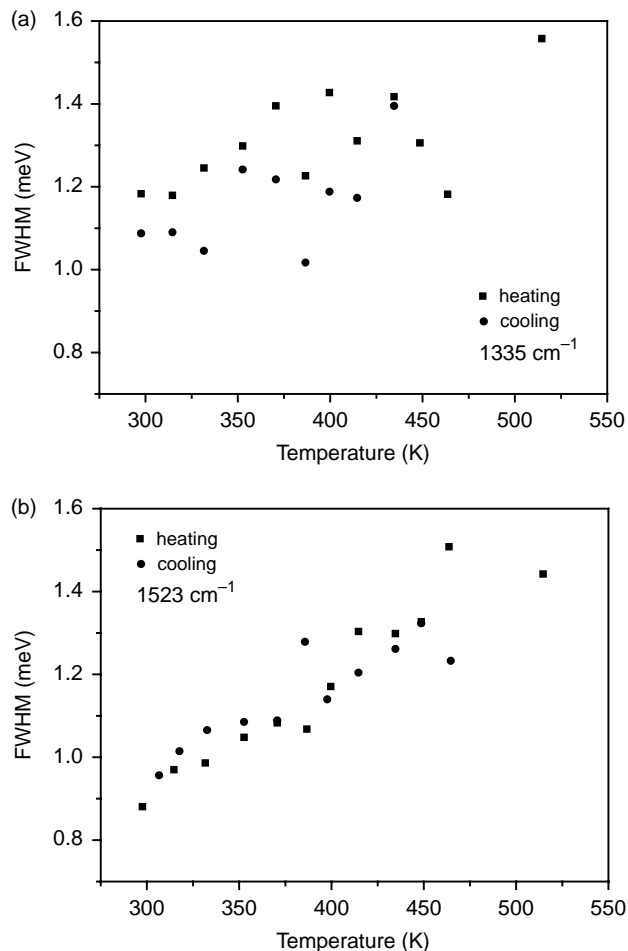 (a)
1.6
1.4
1.2
1.0
0.8
FWHM (meV)
heating
cooling
1335 cm⁻¹
300 350 400 450 500 550
Temperature (K)
(b)
1.6
1.4
1.2
1.0
0.8
FWHM (meV)
heating
cooling
1523 cm⁻¹
300 350 400 450 500 550
Temperature (K)